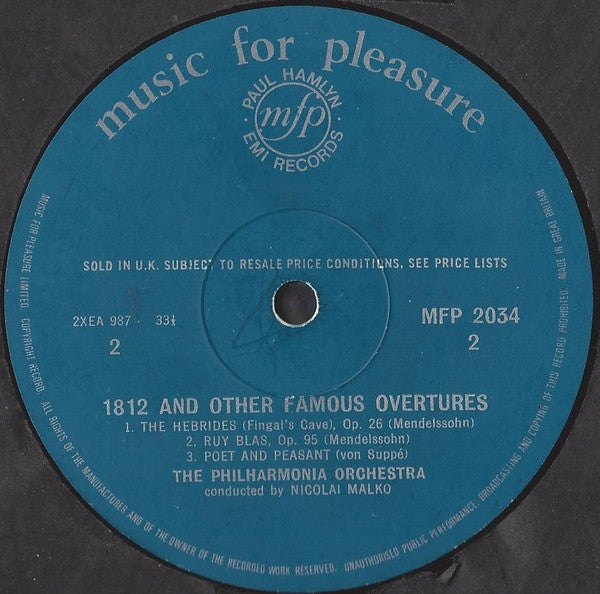 music for pleasure
PAUL HAMLYN
mfp
EMI RECORDS
SOLD IN U.K. SUBJECT TO RESALE PRICE CONDITIONS, SEE PRICE LISTS
2XEA 987 33⅓ MFP 2034
2 2
1812 AND OTHER FAMOUS OVERTURES
1. THE HEBRIDES (Fingal's Cave), Op. 26 (Mendelssohn)
2. RUY BLAS, Op. 95 (Mendelssohn)
3. POET AND PEASANT (von Suppé)
THE PHILHARMONIA ORCHESTRA
conducted by NICOLAI MALKO
MUSIC FOR PLEASURE LIMITED. COPYRIGHT RECORD. ALL RIGHTS OF THE MANUFACTURER AND OF THE OWNER OF THE RECORDED WORK RESERVED. UNAUTHORISED PUBLIC PERFORMANCE, BROADCASTING AND COPYING OF THIS RECORD PROHIBITED. MADE IN GREAT BRITAIN